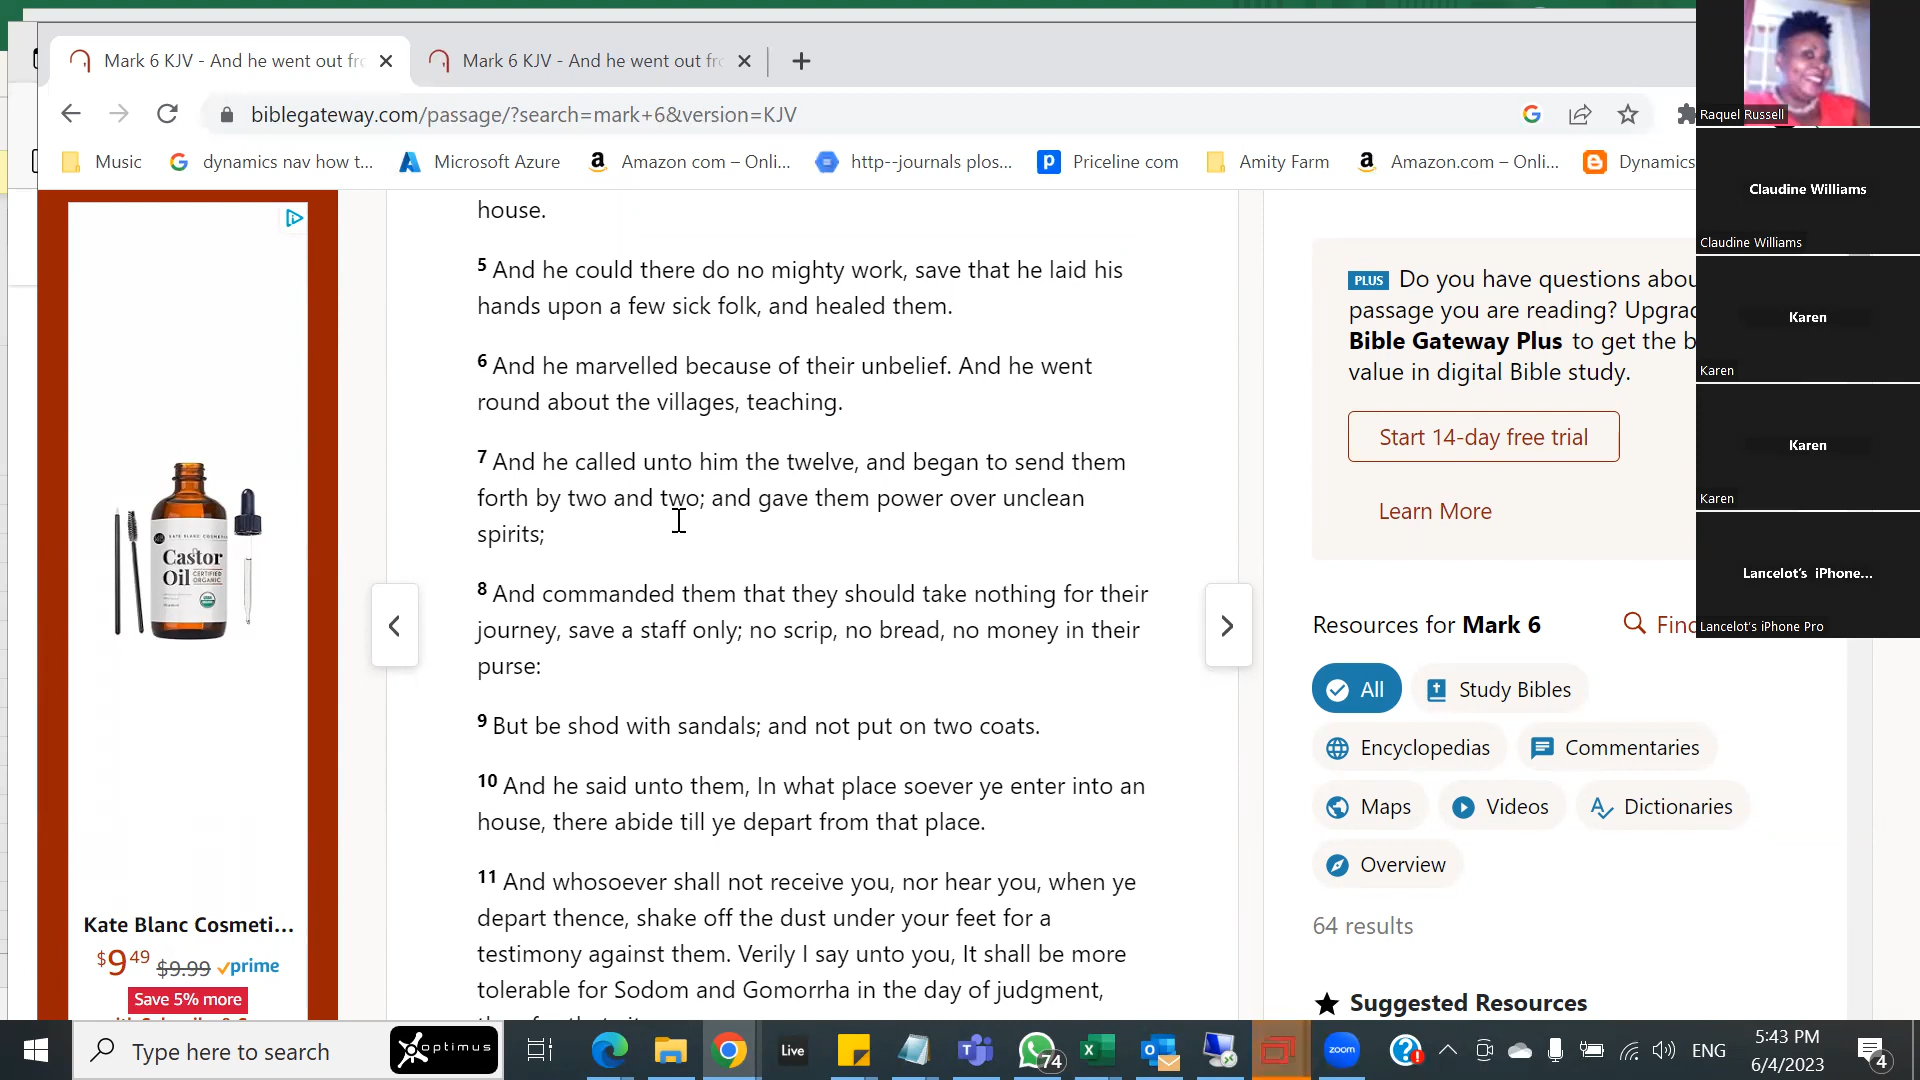 Mark 6 KJV - And he went out fr
Mark 6 KJV - And he went out fr
biblegateway.com/passage/?search=mark+6&version=KJV
Music
dynamics nav how t...
Microsoft Azure
Amazon com – Onli...
http--journals plos...
Priceline com
Amity Farm
Amazon.com – Onli...
Dynamics
house.
5 And he could there do no mighty work, save that he laid his
hands upon a few sick folk, and healed them.
6 And he marvelled because of their unbelief. And he went
round about the villages, teaching.
7 And he called unto him the twelve, and began to send them
forth by two and two; and gave them power over unclean
spirits;
8 And commanded them that they should take nothing for their
journey, save a staff only; no scrip, no bread, no money in their
purse:
9 But be shod with sandals; and not put on two coats.
10 And he said unto them, In what place soever ye enter into an
house, there abide till ye depart from that place.
11 And whosoever shall not receive you, nor hear you, when ye
depart thence, shake off the dust under your feet for a
testimony against them. Verily I say unto you, It shall be more
tolerable for Sodom and Gomorrha in the day of judgment,
KATE BLANC COSMETICS
Castor
Oil
CERTIFIED
ORGANIC
USDA
Kate Blanc Cosmeti...
$9 49 $9.99 prime
Save 5% more
PLUS Do you have questions abou
passage you are reading? Upgrad
Bible Gateway Plus to get the b
value in digital Bible study.
Start 14-day free trial
Learn More
Resources for Mark 6
Find
All
Study Bibles
Encyclopedias
Commentaries
Maps
Videos
Dictionaries
Overview
64 results
Suggested Resources
Raquel Russell
Claudine Williams
Claudine Williams
Karen
Karen
Karen
Karen
Lancelot's iPhone...
Lancelot's iPhone Pro
Type here to search
optimus
Live
74
zoom
ENG
5:43 PM
6/4/2023
4